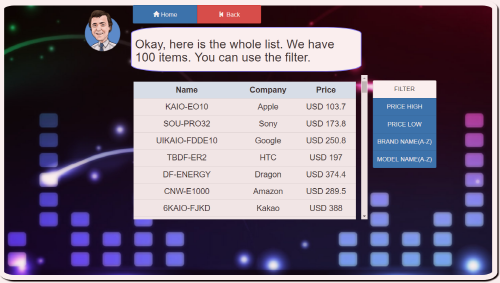 Home
Back
Okay, here is the whole list. We have
100 items. You can use the filter.
Name Company Price
KAIO-EO10 Apple USD 103.7
SOU-PRO32 Sony USD 173.8
UIKAIO-FDDE10 Google USD 250.8
TBDF-ER2 HTC USD 197
DF-ENERGY Dragon USD 374.4
CNW-E1000 Amazon USD 289.5
6KAIO-FJKD Kakao USD 388
FILTER
PRICE HIGH
PRICE LOW
BRAND NAME(A-Z)
MODEL NAME(A-Z)